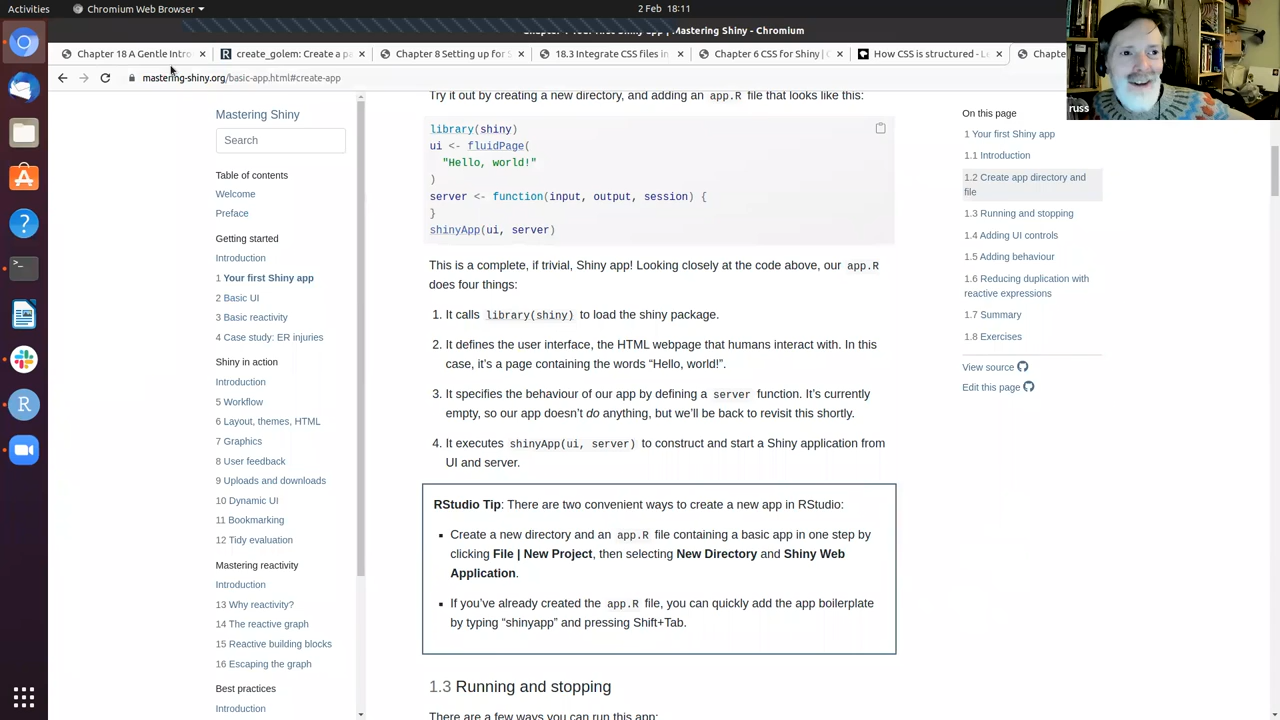 Activities
Chromium Web Browser
2 Feb 18:11
Chapter 1 Your first Shiny app | Mastering Shiny - Chromium
Chapter 18 A Gentle Intro
create_golem: Create a pa
Chapter 8 Setting up for S
18.3 Integrate CSS files in
Chapter 6 CSS for Shiny | O
How CSS is structured - Le
Chapte
mastering-shiny.org/basic-app.html#create-app
russ
Mastering Shiny
Search
Table of contents
Welcome
Preface
Getting started
Introduction
1 Your first Shiny app
2 Basic UI
3 Basic reactivity
4 Case study: ER injuries
Shiny in action
Introduction
5 Workflow
6 Layout, themes, HTML
7 Graphics
8 User feedback
9 Uploads and downloads
10 Dynamic UI
11 Bookmarking
12 Tidy evaluation
Mastering reactivity
Introduction
13 Why reactivity?
14 The reactive graph
15 Reactive building blocks
16 Escaping the graph
Best practices
Introduction
Try it out by creating a new directory, and adding an app.R file that looks like this:
library(shiny)
ui <- fluidPage(
"Hello, world!"
)
server <- function(input, output, session) {
}
shinyApp(ui, server)
This is a complete, if trivial, Shiny app! Looking closely at the code above, our app.R
does four things:
1. It calls library(shiny) to load the shiny package.
2. It defines the user interface, the HTML webpage that humans interact with. In this
case, it's a page containing the words “Hello, world!”.
3. It specifies the behaviour of our app by defining a server function. It's currently
empty, so our app doesn't do anything, but we'll be back to revisit this shortly.
4. It executes shinyApp(ui, server) to construct and start a Shiny application from
UI and server.
RStudio Tip: There are two convenient ways to create a new app in RStudio:
Create a new directory and an app.R file containing a basic app in one step by
clicking File | New Project, then selecting New Directory and Shiny Web
Application.
If you've already created the app.R file, you can quickly add the app boilerplate
by typing “shinyapp” and pressing Shift+Tab.
1.3 Running and stopping
There are a few ways you can run this app:
On this page
1 Your first Shiny app
1.1 Introduction
1.2 Create app directory and
file
1.3 Running and stopping
1.4 Adding UI controls
1.5 Adding behaviour
1.6 Reducing duplication with
reactive expressions
1.7 Summary
1.8 Exercises
View source
Edit this page